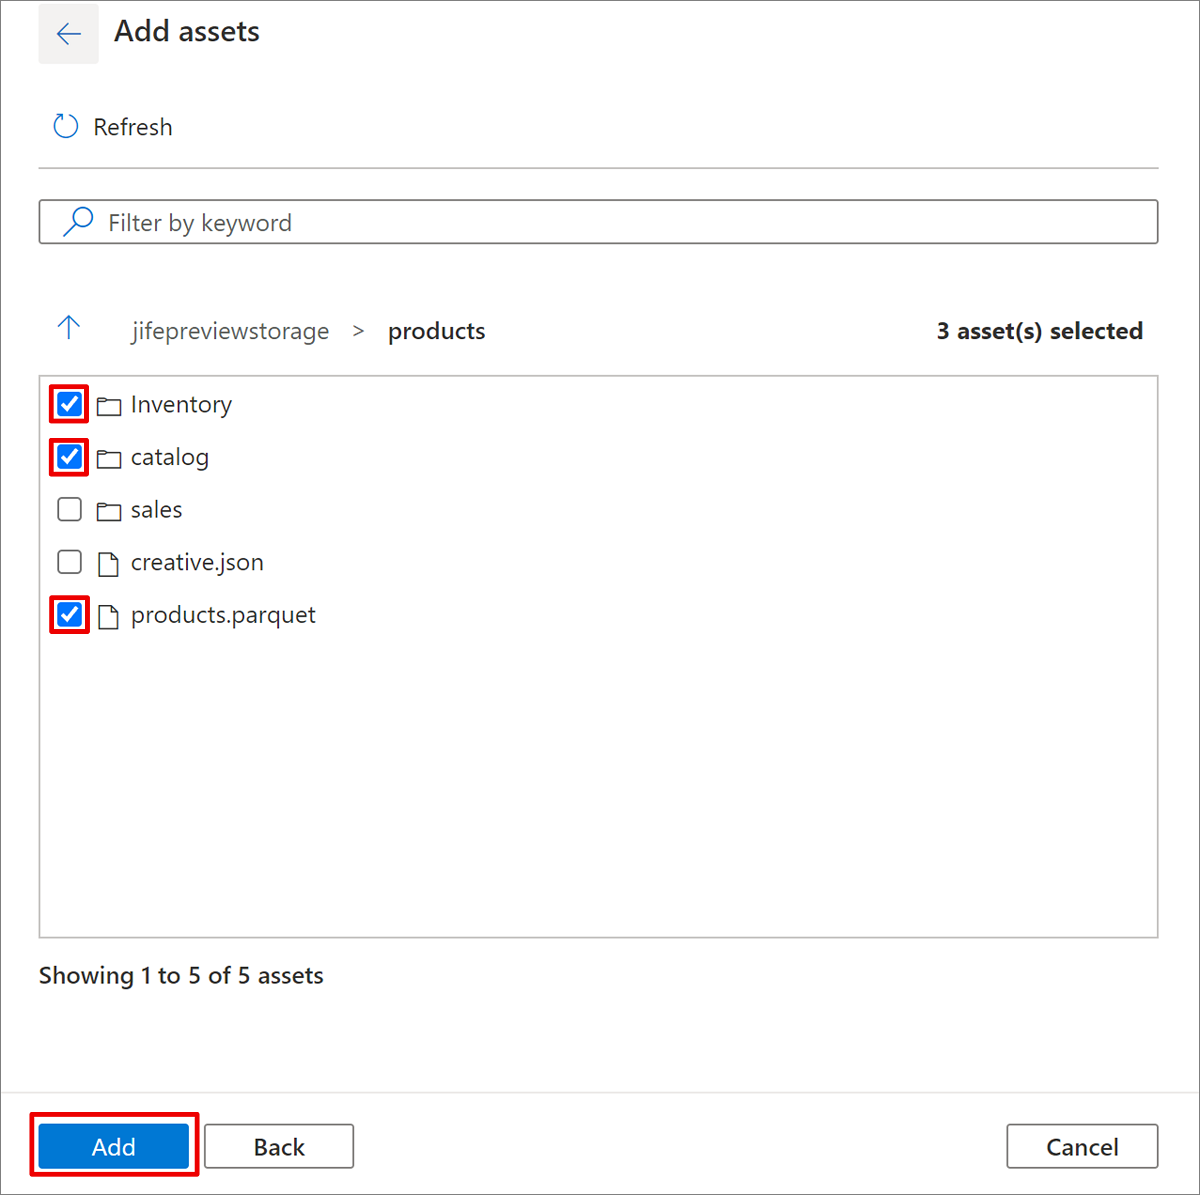 Add assets
Refresh
Filter by keyword
jifepreviewstorage > products
3 asset(s) selected
Inventory
catalog
sales
creative.json
products.parquet
Showing 1 to 5 of 5 assets
Add
Back
Cancel